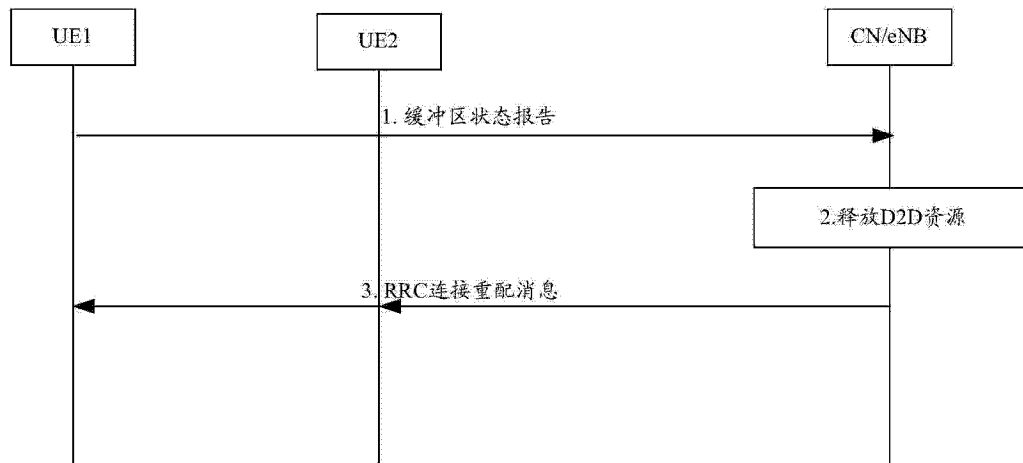 UE1
UE2
CN/eNB
1. 缓冲区状态报告
2.释放D2D资源
3. RRC连接重配消息